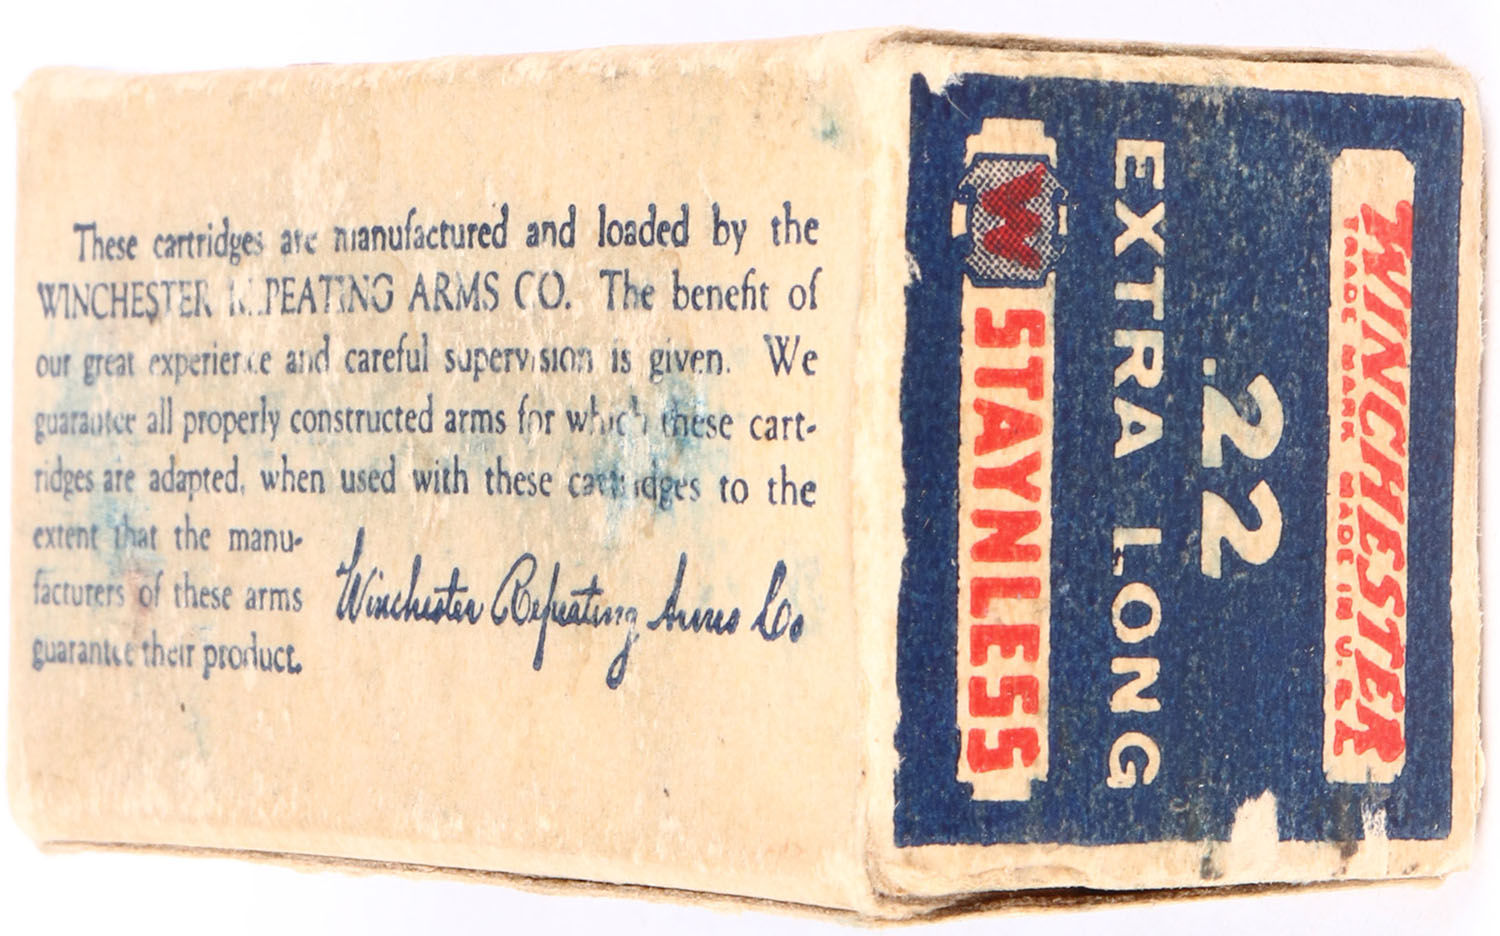 These cartridges are manufactured and loaded by the
WINCHESTER REPEATING ARMS CO. The benefit of
our great experience and careful supervision is given. We
guarantee all properly constructed arms for which these cart-
ridges are adapted, when used with these cartridges to the
extent that the manu-
facturers of these arms
guarantee their product.
Winchester Repeating Arms Co
WINCHESTER
TRADE MARK MADE IN U.S.A.
.22
EXTRA LONG
W STAYNLESS